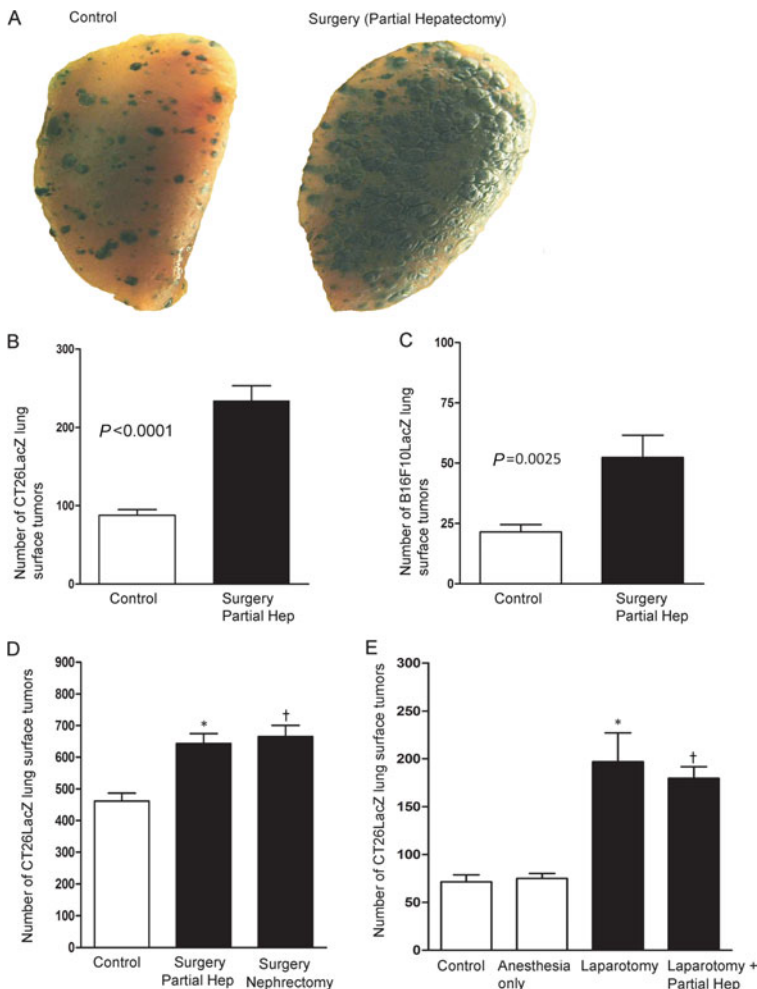 A
Control
Surgery (Partial Hepatectomy)
B
Number of CT26LacZ lung
surface tumors
300
200
100
0
P<0.0001
Control
Surgery
Partial Hep
C
Number of B16F10LacZ lung
surface tumors
100
75
50
25
0
P=0.0025
Control
Surgery
Partial Hep
D
Number of CT26LacZ lung surface tumors
900
800
700
600
500
400
300
200
100
0
*
†
Control
Surgery
Partial Hep
Surgery
Nephrectomy
E
Number of CT26LacZ lung surface tumors
300
250
200
150
100
50
0
*
†
Control
Anesthesia
only
Laparotomy
Laparotomy +
Partial Hep